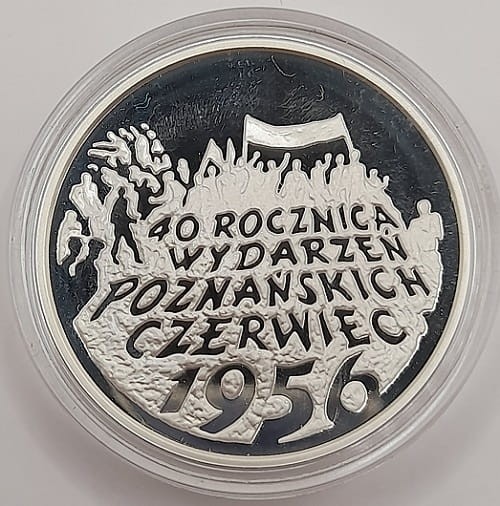 40 ROCZNICA
WYDARZEŃ
POZNAŃSKICH
CZERWIEC
1956